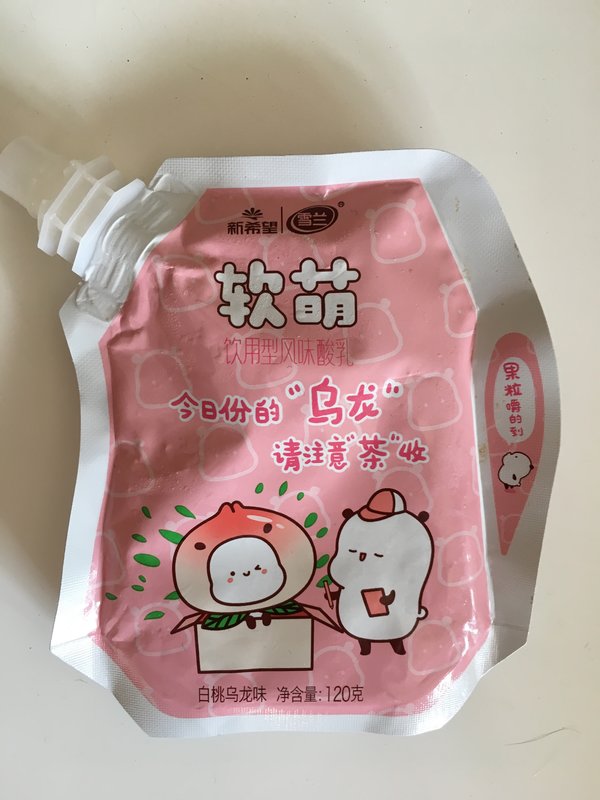 新希望 雪兰®
软萌
饮用型风味酸乳
今日份的"乌龙"
请注意"茶"收
果粒嚼的到
白桃乌龙味 净含量:120克